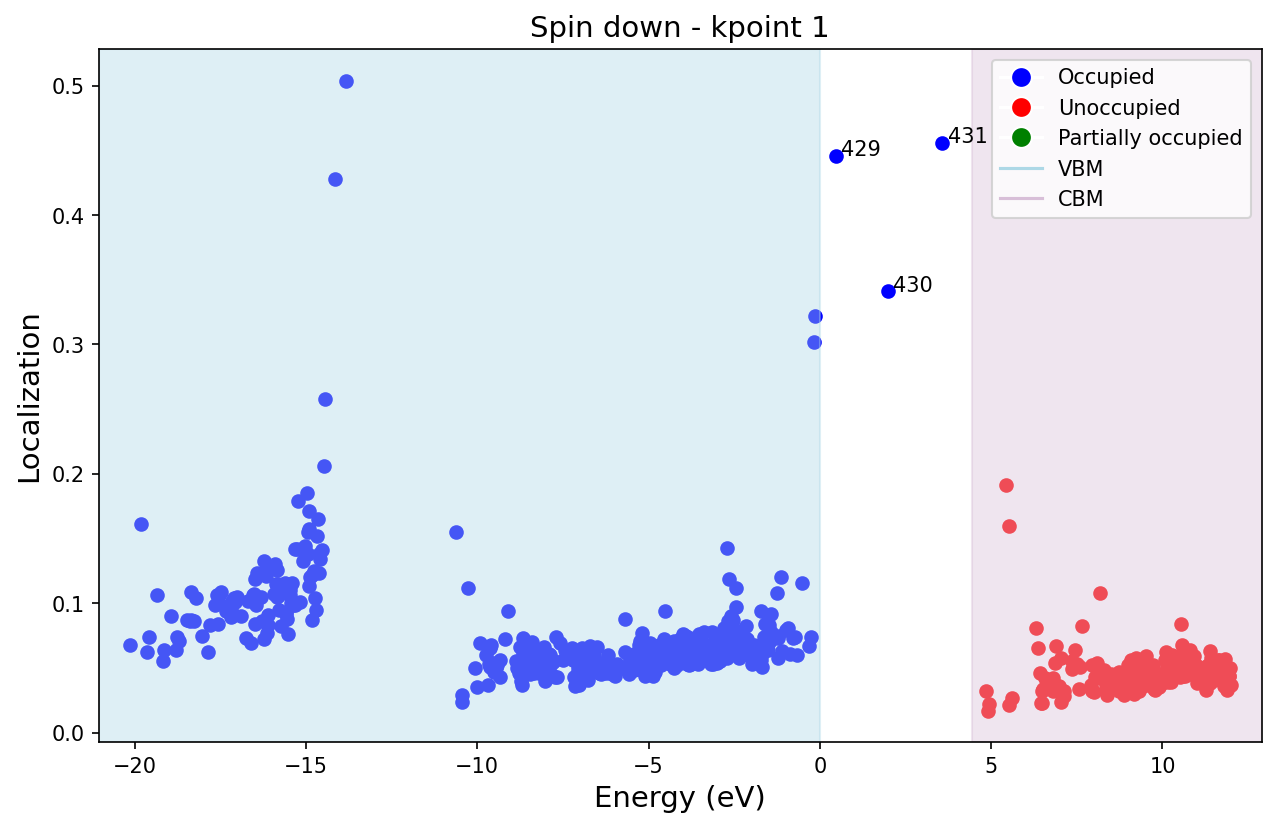 Spin down - kpoint 1
Localization
0.5
0.4
0.3
0.2
0.1
0.0
429
431
430
Occupied
Unoccupied
Partially occupied
VBM
CBM
−20
−15
−10
−5
0
5
10
Energy (eV)